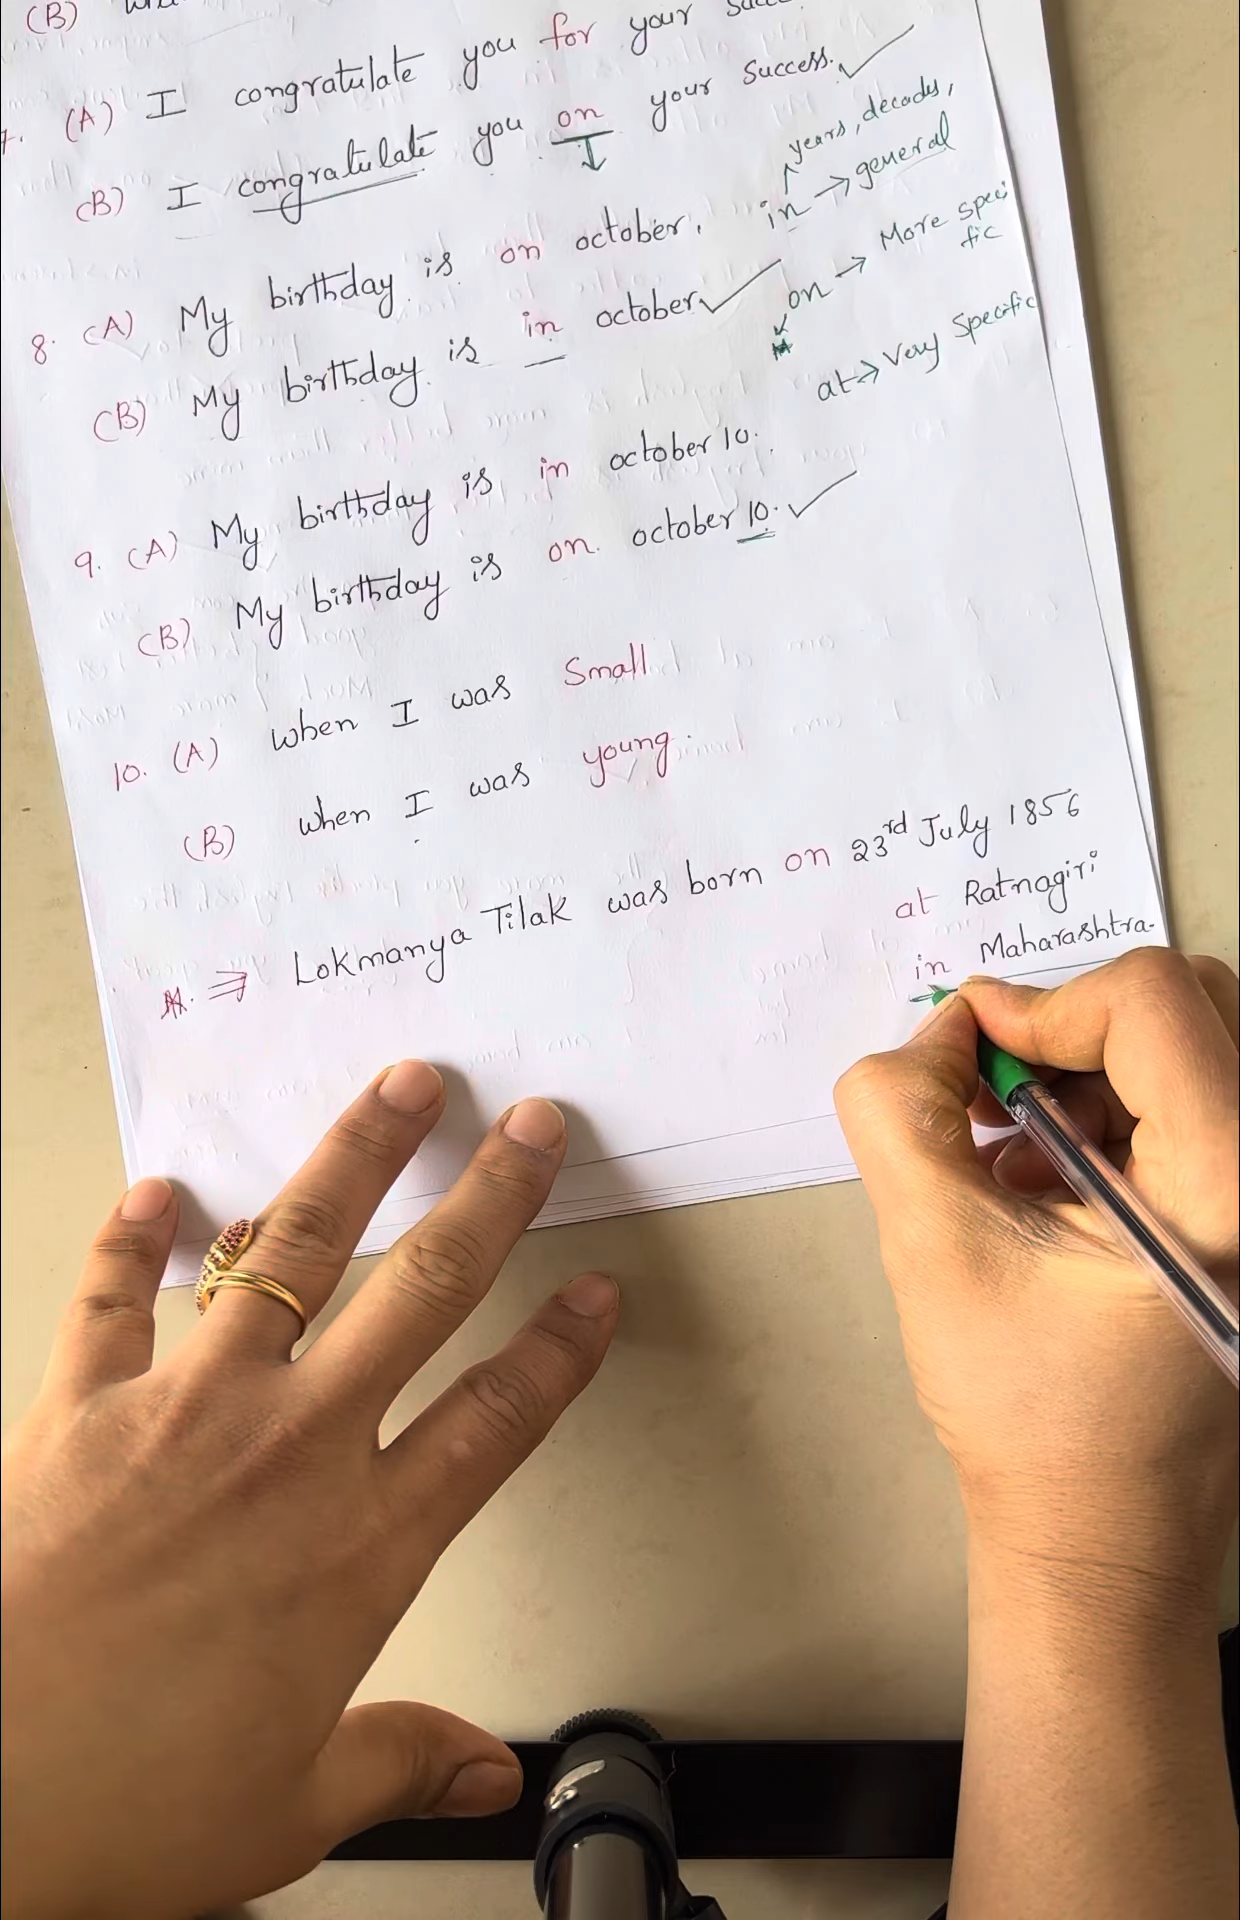 (B)
7. (A) I congratulate you for your
(B) I congratulate you on your success.
years, decades,
in → general
8. (A) My birthday is on october.
on → More speci
fic
(B) My birthday is in october
at → Very Specific
9. (A) My birthday is in october 10.
(B) My birthday is on october 10.
10. (A) when I was Small
(B) when I was young.
⇒ Lokmanya Tilak was born on 23rd July 1856
at Ratnagiri
in Maharashtra.